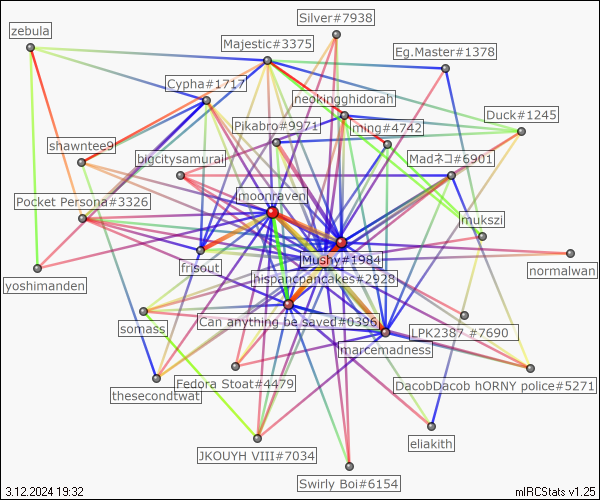 Silver#7938
zebula
Majestic#3375
Eg.Master#1378
Cypha#1717
neokingghidorah
Duck#1245
Pikabro#9971
ming#4742
shawntee9
bigcitysamurai
Madネコ#6901
moonraven
Pocket Persona#3326
mukszi
Mushy#1984
frisout
normalwan
yoshimanden
hispancpancakes#2928
somass
Can anything be saved#0396
LPK2387 #7690
marcemadness
Fedora Stoat#4479
DacobDacob hORNY police#5271
thesecondtwat
eliakith
JKOUYH VIII#7034
Swirly Boi#6154
3.12.2024 19:32
mIRCStats v1.25